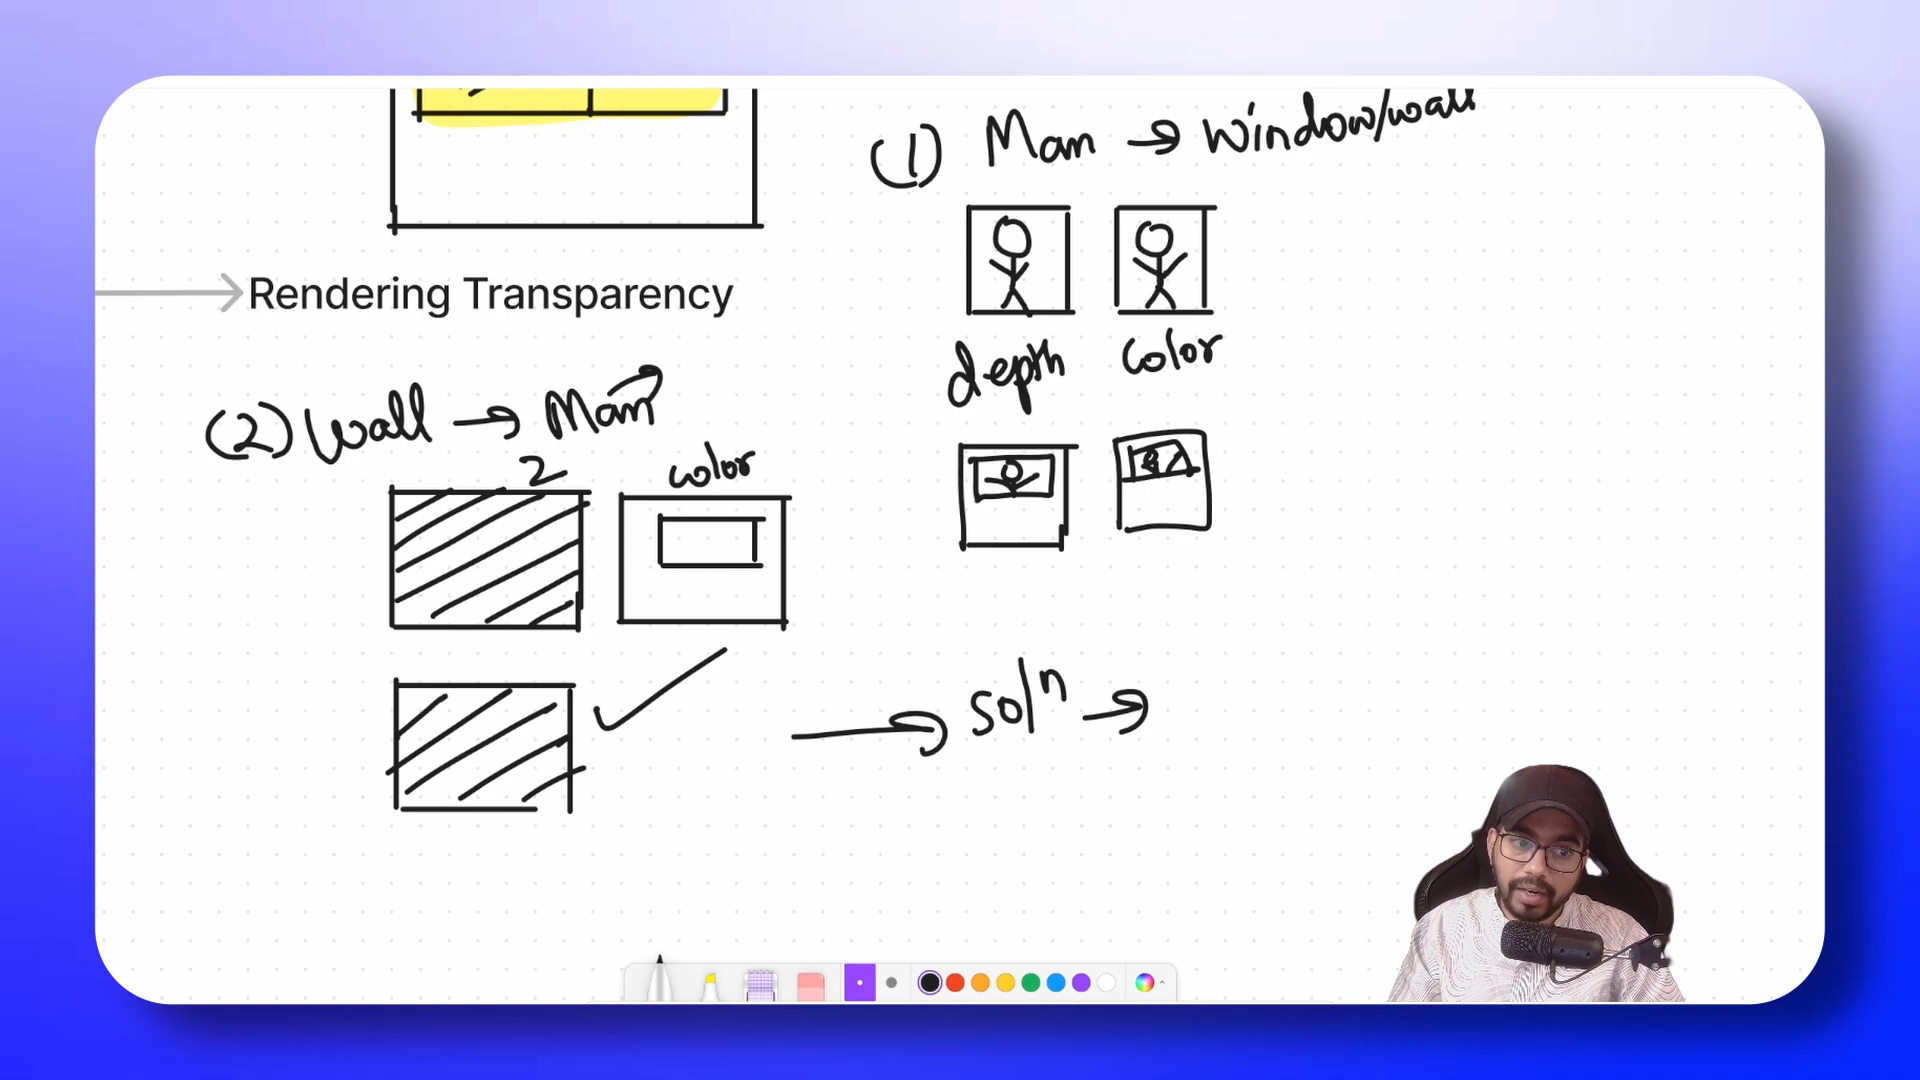 (1) Man → Window/wall
depth color
Rendering Transparency
(2) Wall → Man
2 color
→ solⁿ →